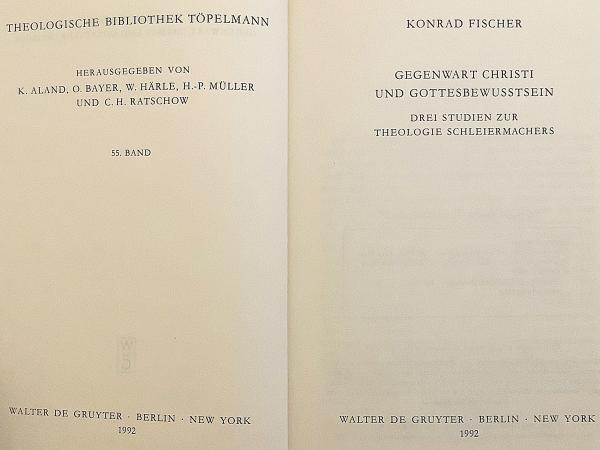 THEOLOGISCHE BIBLIOTHEK TÖPELMANN
HERAUSGEGEBEN VON
K. ALAND, O. BAYER, W. HÄRLE, H.-P. MÜLLER
UND C. H. RATSCHOW
55. BAND
WALTER DE GRUYTER · BERLIN · NEW YORK
1992
KONRAD FISCHER
GEGENWART CHRISTI
UND GOTTESBEWUSSTSEIN
DREI STUDIEN ZUR
THEOLOGIE SCHLEIERMACHERS
WALTER DE GRUYTER · BERLIN · NEW YORK
1992